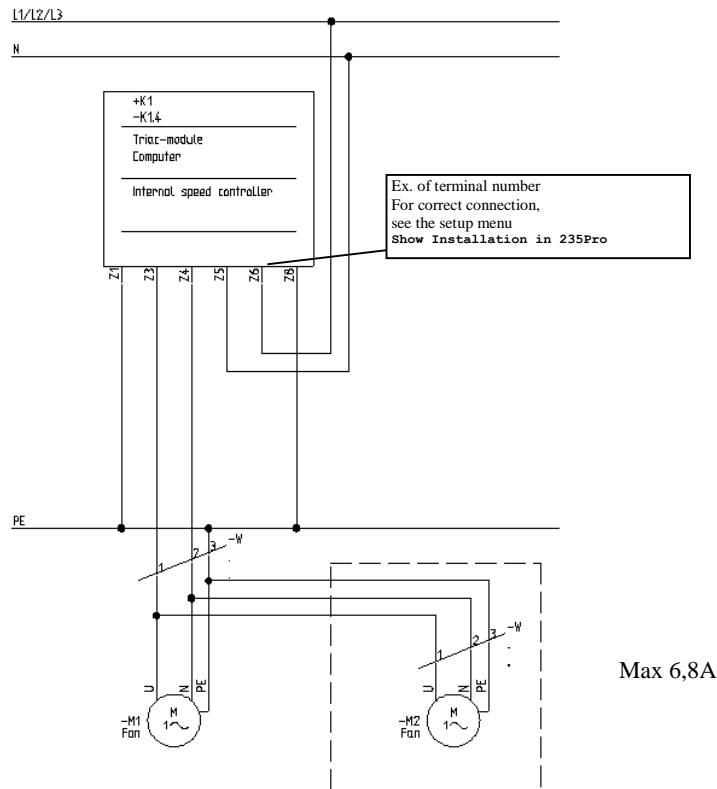 L1/L2/L3
N
+K1
-K1.4
Triac-module
Computer
Internal speed controller
Ex. of terminal number
For correct connection,
see the setup menu
Show Installation in 235Pro
Z1 Z3 Z4 Z5 Z6 Z8
PE
1 2 3 -W
1 2 3 -W
U N PE
U N PE
Max 6,8A
-M1
Fan
M
1~
-M2
Fan
M
1~